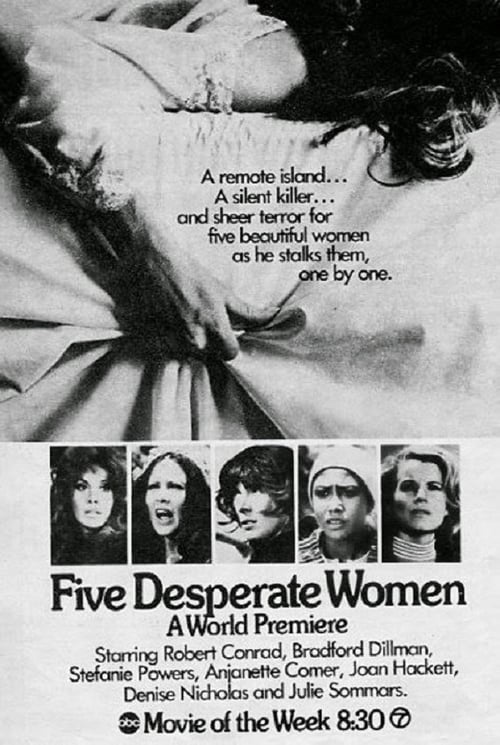 A remote island...
A silent killer...
and sheer terror for
five beautiful women
as he stalks them,
one by one.
Five Desperate Women
A World Premiere
Starring Robert Conrad, Bradford Dillman,
Stefanie Powers, Anjanette Comer, Joan Hackett,
Denise Nicholas and Julie Sommars.
abc Movie of the Week 8:30 7